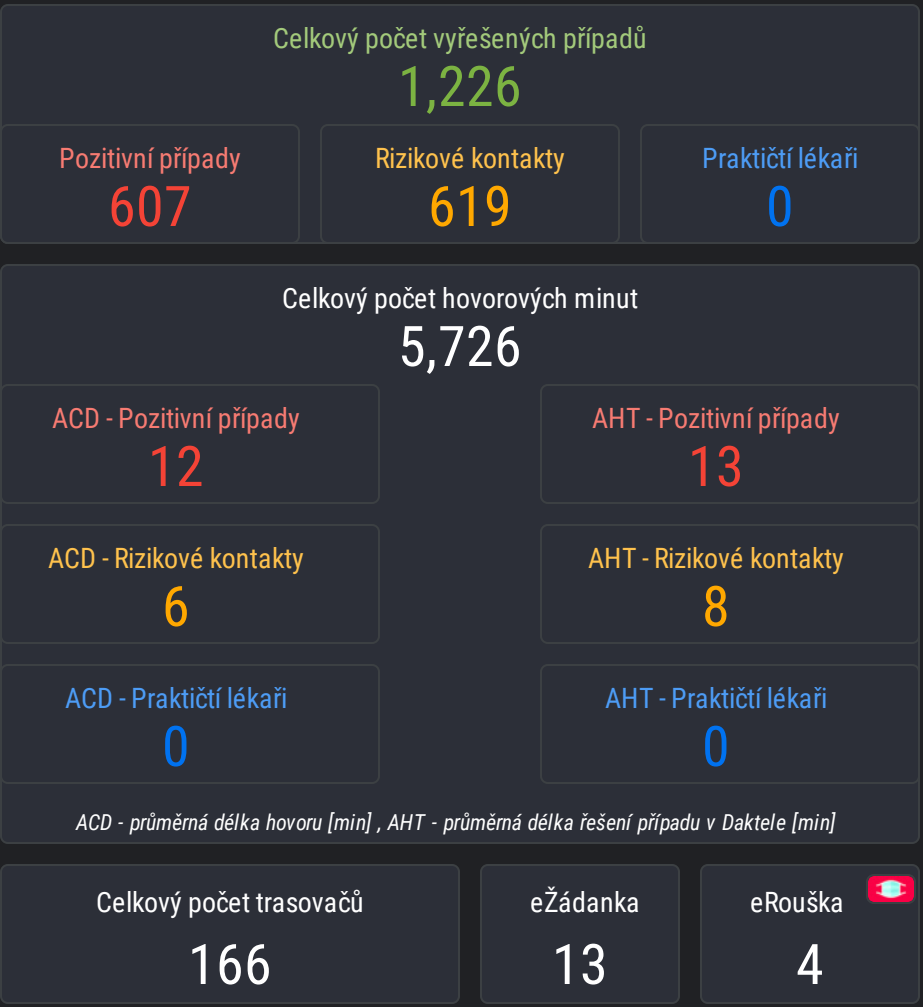 Celkový počet vyřešených případů
1,226
Pozitivní případy
607
Rizikové kontakty
619
Praktičtí lékaři
0
Celkový počet hovorových minut
5,726
ACD - Pozitivní případy
12
AHT - Pozitivní případy
13
ACD - Rizikové kontakty
6
AHT - Rizikové kontakty
8
ACD - Praktičtí lékaři
0
AHT - Praktičtí lékaři
0
ACD - průměrná délka hovoru [min] , AHT - průměrná délka řešení případu v Daktele [min]
Celkový počet trasovačů
166
eŽádanka
13
eRouška
4